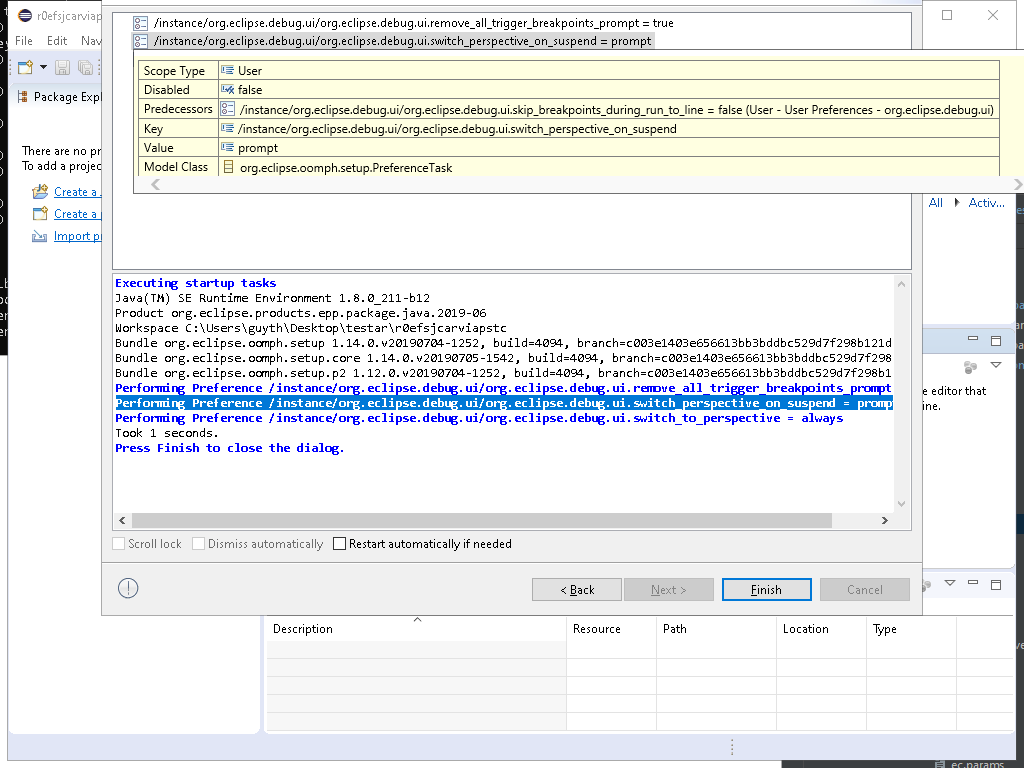 r0efsjcarviap
/instance/org.eclipse.debug.ui/org.eclipse.debug.ui.remove_all_trigger_breakpoints_prompt = true
File Edit Nav
/instance/org.eclipse.debug.ui/org.eclipse.debug.ui.switch_perspective_on_suspend = prompt
Scope Type User
Disabled false
Package Expl
Predecessors /instance/org.eclipse.debug.ui/org.eclipse.debug.ui.skip_breakpoints_during_run_to_line = false (User - User Preferences - org.eclipse.debug.ui)
Key /instance/org.eclipse.debug.ui/org.eclipse.debug.ui.switch_perspective_on_suspend
Value prompt
There are no pr
To add a projec
Model Class org.eclipse.oomph.setup.PreferenceTask
Create a
All Activ...
Create a
Import pr
Executing startup tasks
Java(TM) SE Runtime Environment 1.8.0_211-b12
Product org.eclipse.products.epp.package.java.2019-06
Workspace C:\Users\guyth\Desktop\testar\r0efsjcarviapstc
Bundle org.eclipse.oomph.setup 1.14.0.v20190704-1252, build=4094, branch=c003e1403e656613bb3bddbc529d7f298b121d
Bundle org.eclipse.oomph.setup.core 1.14.0.v20190705-1542, build=4094, branch=c003e1403e656613bb3bddbc529d7f298
Bundle org.eclipse.oomph.setup.p2 1.12.0.v20190704-1252, build=4094, branch=c003e1403e656613bb3bddbc529d7f298b1
Performing Preference /instance/org.eclipse.debug.ui/org.eclipse.debug.ui.remove_all_trigger_breakpoints_prompt
e editor that
Performing Preference /instance/org.eclipse.debug.ui/org.eclipse.debug.ui.switch_perspective_on_suspend = promp
ine.
Performing Preference /instance/org.eclipse.debug.ui/org.eclipse.debug.ui.switch_to_perspective = always
Took 1 seconds.
Press Finish to close the dialog.
Scroll lock Dismiss automatically Restart automatically if needed
< Back Next > Finish Cancel
Description Resource Path Location Type
ec.params